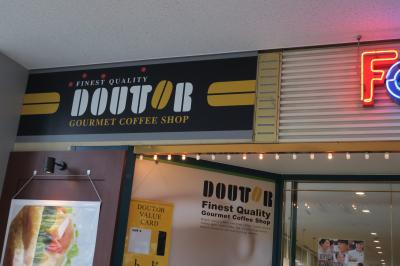 FINEST QUALITY
DOUTOR
GOURMET COFFEE SHOP
F
DOUTOR
VALUE
CARD
DOUTOR
Finest Quality
Gourmet Coffee Shop